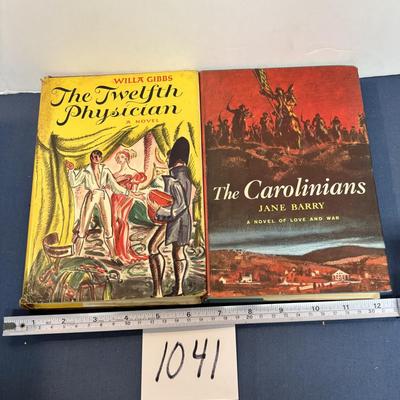 WILLA GIBBS
The Twelfth
Physician
A NOVEL
The Carolinians
JANE BARRY
A NOVEL OF LOVE AND WAR
1 2 3 4 5 6 7 8 9 10 11 12
1041